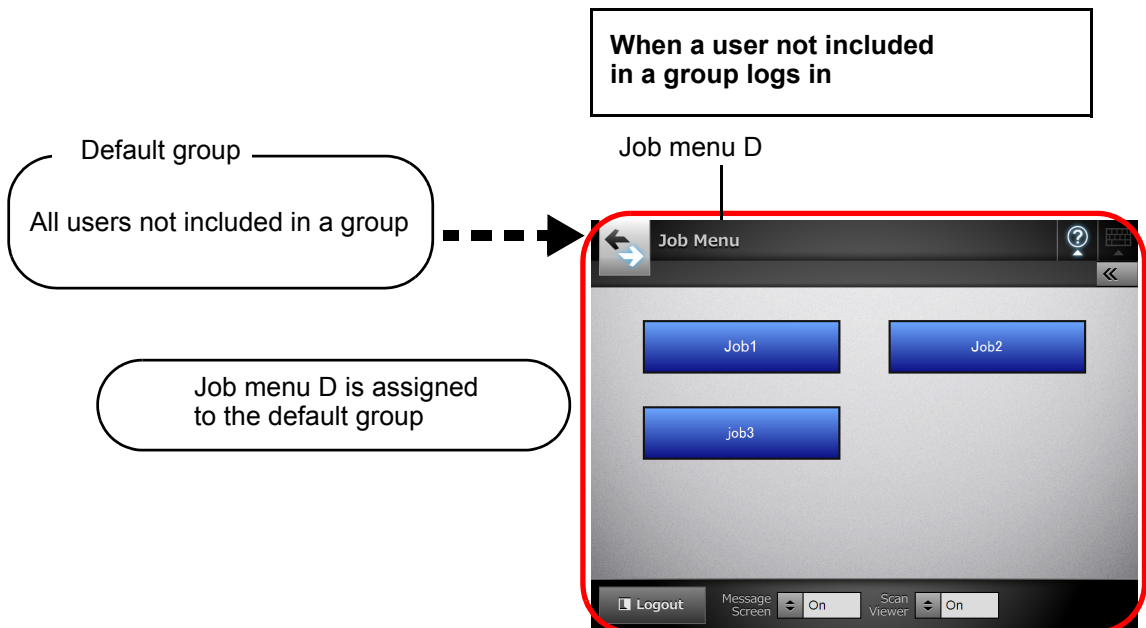 When a user not included
in a group logs in
Default group
All users not included in a group
Job menu D
Job Menu
?
Job1
Job2
job3
Job menu D is assigned
to the default group
Logout
Message
Screen
On
Scan
Viewer
On